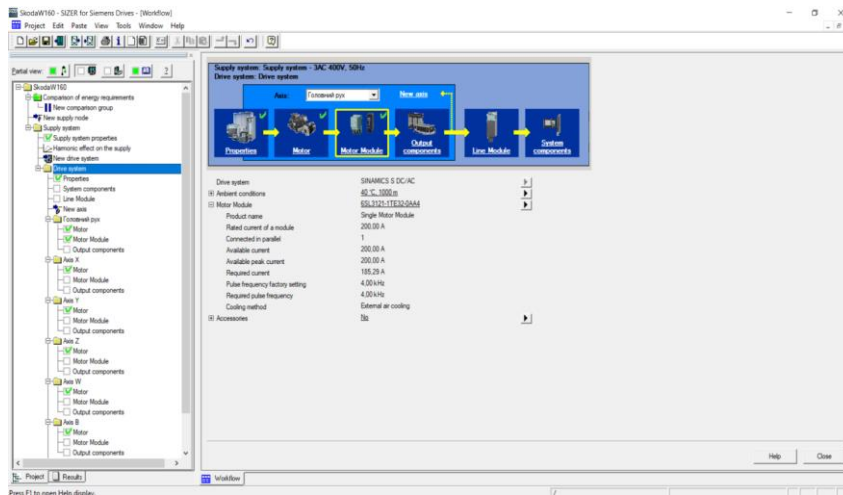 SkodaW160 - SIZER for Siemens Drives - [Workflow]
Project Edit Paste View Tools Window Help
Partial view:
SkodaW160
Comparison of energy requirements
New comparison group
New supply node
Supply system
Supply system properties
Harmonic effect on the supply
New drive system
Drive system
Properties
System components
Line Module
New axis
Головний рух
Motor
Motor Module
Output components
Axis X
Motor
Motor Module
Output components
Axis Y
Motor
Motor Module
Output components
Axis Z
Motor
Motor Module
Output components
Axis W
Motor
Motor Module
Output components
Axis B
Motor
Motor Module
Output components
Project Results
Supply system: Supply system - 3AC 400V, 50Hz
Drive system: Drive system
Axis: Головний рух New axis
Properties Motor Motor Module Output components Line Module System components
Drive system SINAMICS S DC/AC
Ambient conditions 40 °C, 1000 m
Motor Module 6SL3121-1TE32-0AA4
Product name Single Motor Module
Rated current of a module 200,00 A
Connected in parallel 1
Available current 200,00 A
Available peak current 200,00 A
Required current 185,29 A
Pulse frequency factory setting 4,00 kHz
Required pulse frequency 4,00 kHz
Cooling method External air cooling
Accessories No
Help Close
Workflow
Press F1 to open Help display.